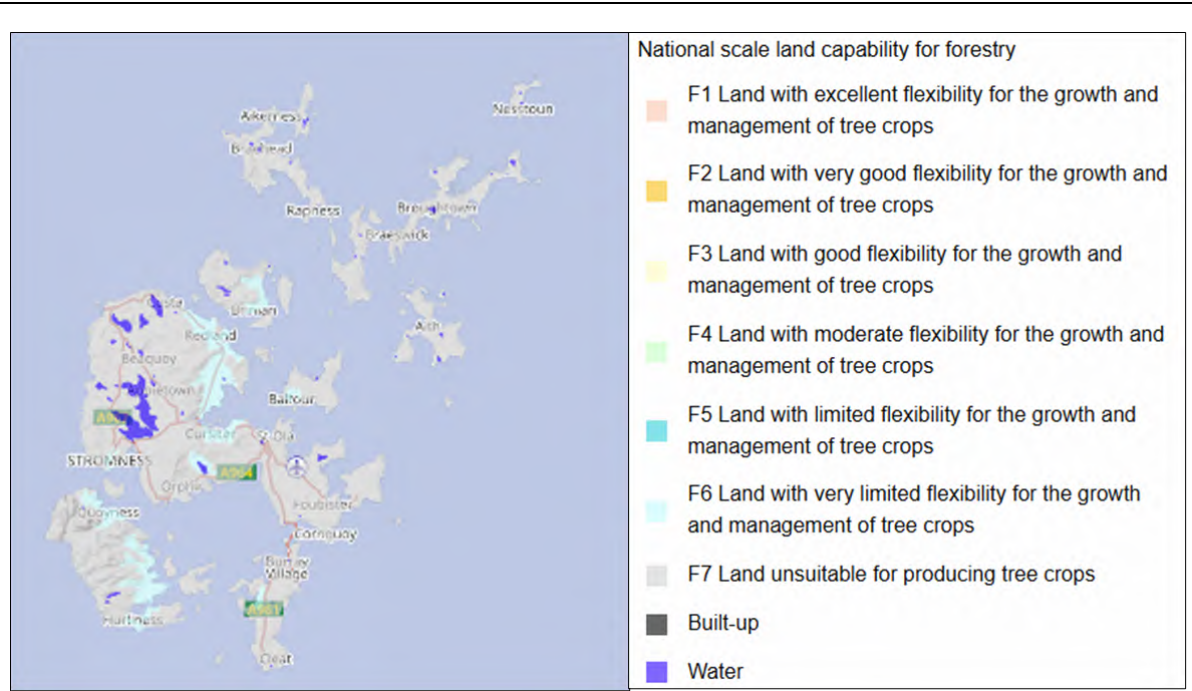 National scale land capability for forestry
F1 Land with excellent flexibility for the growth and
management of tree crops
F2 Land with very good flexibility for the growth and
management of tree crops
F3 Land with good flexibility for the growth and
management of tree crops
F4 Land with moderate flexibility for the growth and
management of tree crops
F5 Land with limited flexibility for the growth and
management of tree crops
F6 Land with very limited flexibility for the growth
and management of tree crops
F7 Land unsuitable for producing tree crops
Built-up
Water
Nesstoun
Aikerness
Braehead
Rapness
Broughtown
Braeswick
Costa
Redland
Aith
Beaquoy
Balfour
St Ola
STROMNESS
A964
Orphir
Foubister
Quoyness
Cornquoy
Burray
Village
A961
Hurliness
Cleat